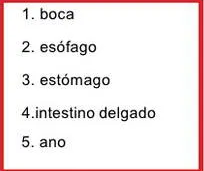 1. boca
2. esófago
3. estómago
4.intestino delgado
5. ano